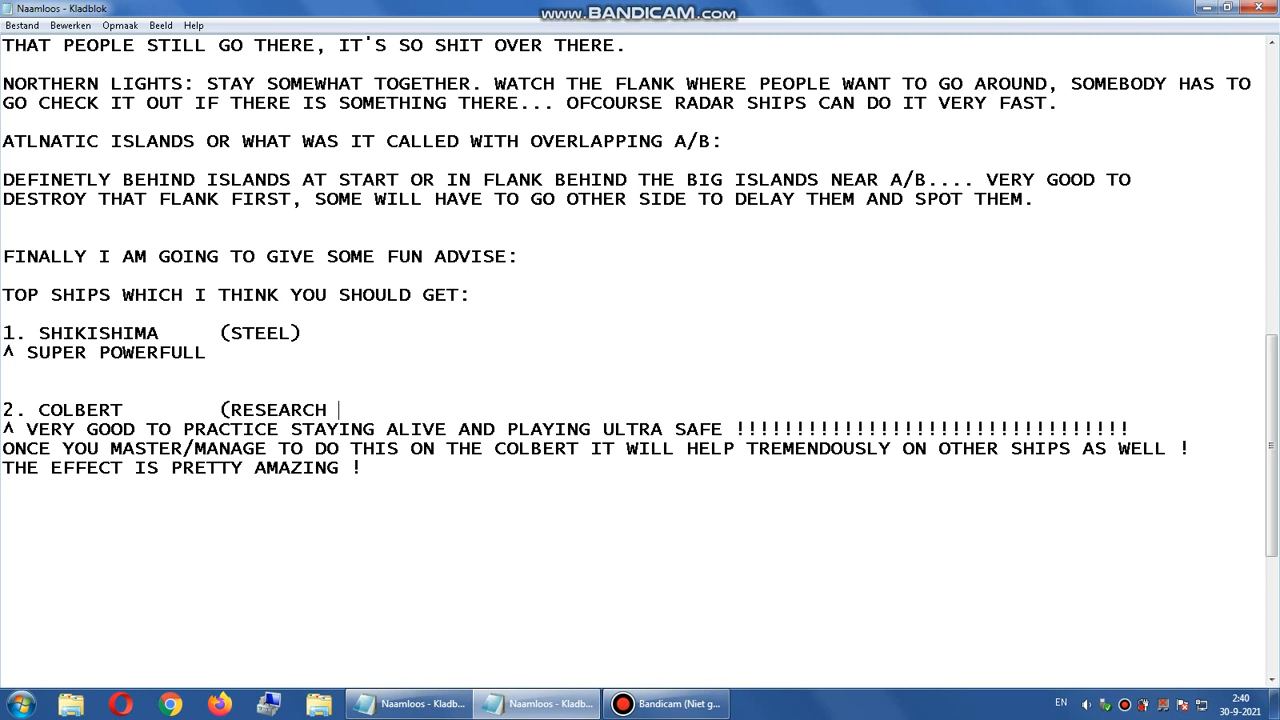 Naamloos - Kladblok
www.BANDICAM.com
Bestand Bewerken Opmaak Beeld Help
THAT PEOPLE STILL GO THERE, IT'S SO SHIT OVER THERE.
NORTHERN LIGHTS: STAY SOMEWHAT TOGETHER. WATCH THE FLANK WHERE PEOPLE WANT TO GO AROUND, SOMEBODY HAS TO
GO CHECK IT OUT IF THERE IS SOMETHING THERE... OFCOURSE RADAR SHIPS CAN DO IT VERY FAST.
ATLNATIC ISLANDS OR WHAT WAS IT CALLED WITH OVERLAPPING A/B:
DEFINETLY BEHIND ISLANDS AT START OR IN FLANK BEHIND THE BIG ISLANDS NEAR A/B.... VERY GOOD TO
DESTROY THAT FLANK FIRST, SOME WILL HAVE TO GO OTHER SIDE TO DELAY THEM AND SPOT THEM.
FINALLY I AM GOING TO GIVE SOME FUN ADVISE:
TOP SHIPS WHICH I THINK YOU SHOULD GET:
1. SHIKISHIMA (STEEL)
^ SUPER POWERFULL
2. COLBERT (RESEARCH
^ VERY GOOD TO PRACTICE STAYING ALIVE AND PLAYING ULTRA SAFE !!!!!!!!!!!!!!!!!!!!!!!!!!!!!!!!!
ONCE YOU MASTER/MANAGE TO DO THIS ON THE COLBERT IT WILL HELP TREMENDOUSLY ON OTHER SHIPS AS WELL !
THE EFFECT IS PRETTY AMAZING !
Naamloos - Kladb... Naamloos - Kladb... Bandicam (Niet g... EN 2:40
30-9-2021